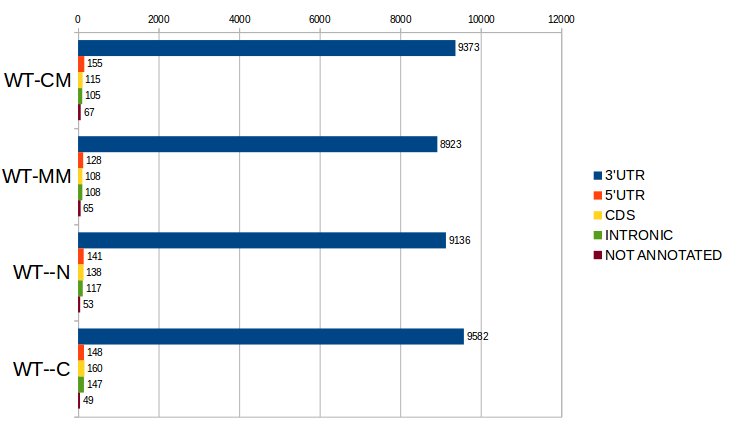 0 2000 4000 6000 8000 10000 12000
WT-CM
9373
155
115
105
67
WT-MM
8923
128
108
108
65
WT--N
9136
141
138
117
53
WT--C
9582
148
160
147
49
3'UTR
5'UTR
CDS
INTRONIC
NOT ANNOTATED